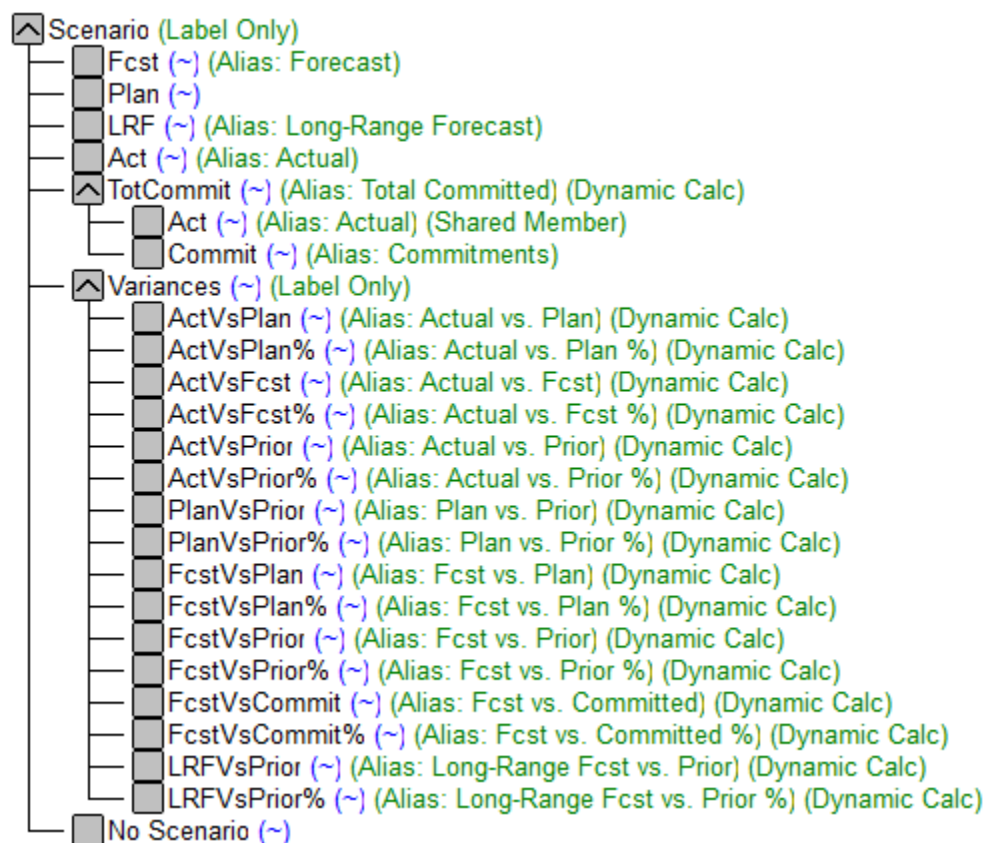 Scenario (Label Only)
Fcst (~) (Alias: Forecast)
Plan (~)
LRF (~) (Alias: Long-Range Forecast)
Act (~) (Alias: Actual)
TotCommit (~) (Alias: Total Committed) (Dynamic Calc)
Act (~) (Alias: Actual) (Shared Member)
Commit (~) (Alias: Commitments)
Variances (~) (Label Only)
ActVsPlan (~) (Alias: Actual vs. Plan) (Dynamic Calc)
ActVsPlan% (~) (Alias: Actual vs. Plan %) (Dynamic Calc)
ActVsFcst (~) (Alias: Actual vs. Fcst) (Dynamic Calc)
ActVsFcst% (~) (Alias: Actual vs. Fcst %) (Dynamic Calc)
ActVsPrior (~) (Alias: Actual vs. Prior) (Dynamic Calc)
ActVsPrior% (~) (Alias: Actual vs. Prior %) (Dynamic Calc)
PlanVsPrior (~) (Alias: Plan vs. Prior) (Dynamic Calc)
PlanVsPrior% (~) (Alias: Plan vs. Prior %) (Dynamic Calc)
FcstVsPlan (~) (Alias: Fcst vs. Plan) (Dynamic Calc)
FcstVsPlan% (~) (Alias: Fcst vs. Plan %) (Dynamic Calc)
FcstVsPrior (~) (Alias: Fcst vs. Prior) (Dynamic Calc)
FcstVsPrior% (~) (Alias: Fcst vs. Prior %) (Dynamic Calc)
FcstVsCommit (~) (Alias: Fcst vs. Committed) (Dynamic Calc)
FcstVsCommit% (~) (Alias: Fcst vs. Committed %) (Dynamic Calc)
LRFVsPrior (~) (Alias: Long-Range Fcst vs. Prior) (Dynamic Calc)
LRFVsPrior% (~) (Alias: Long-Range Fcst vs. Prior %) (Dynamic Calc)
No Scenario (~)